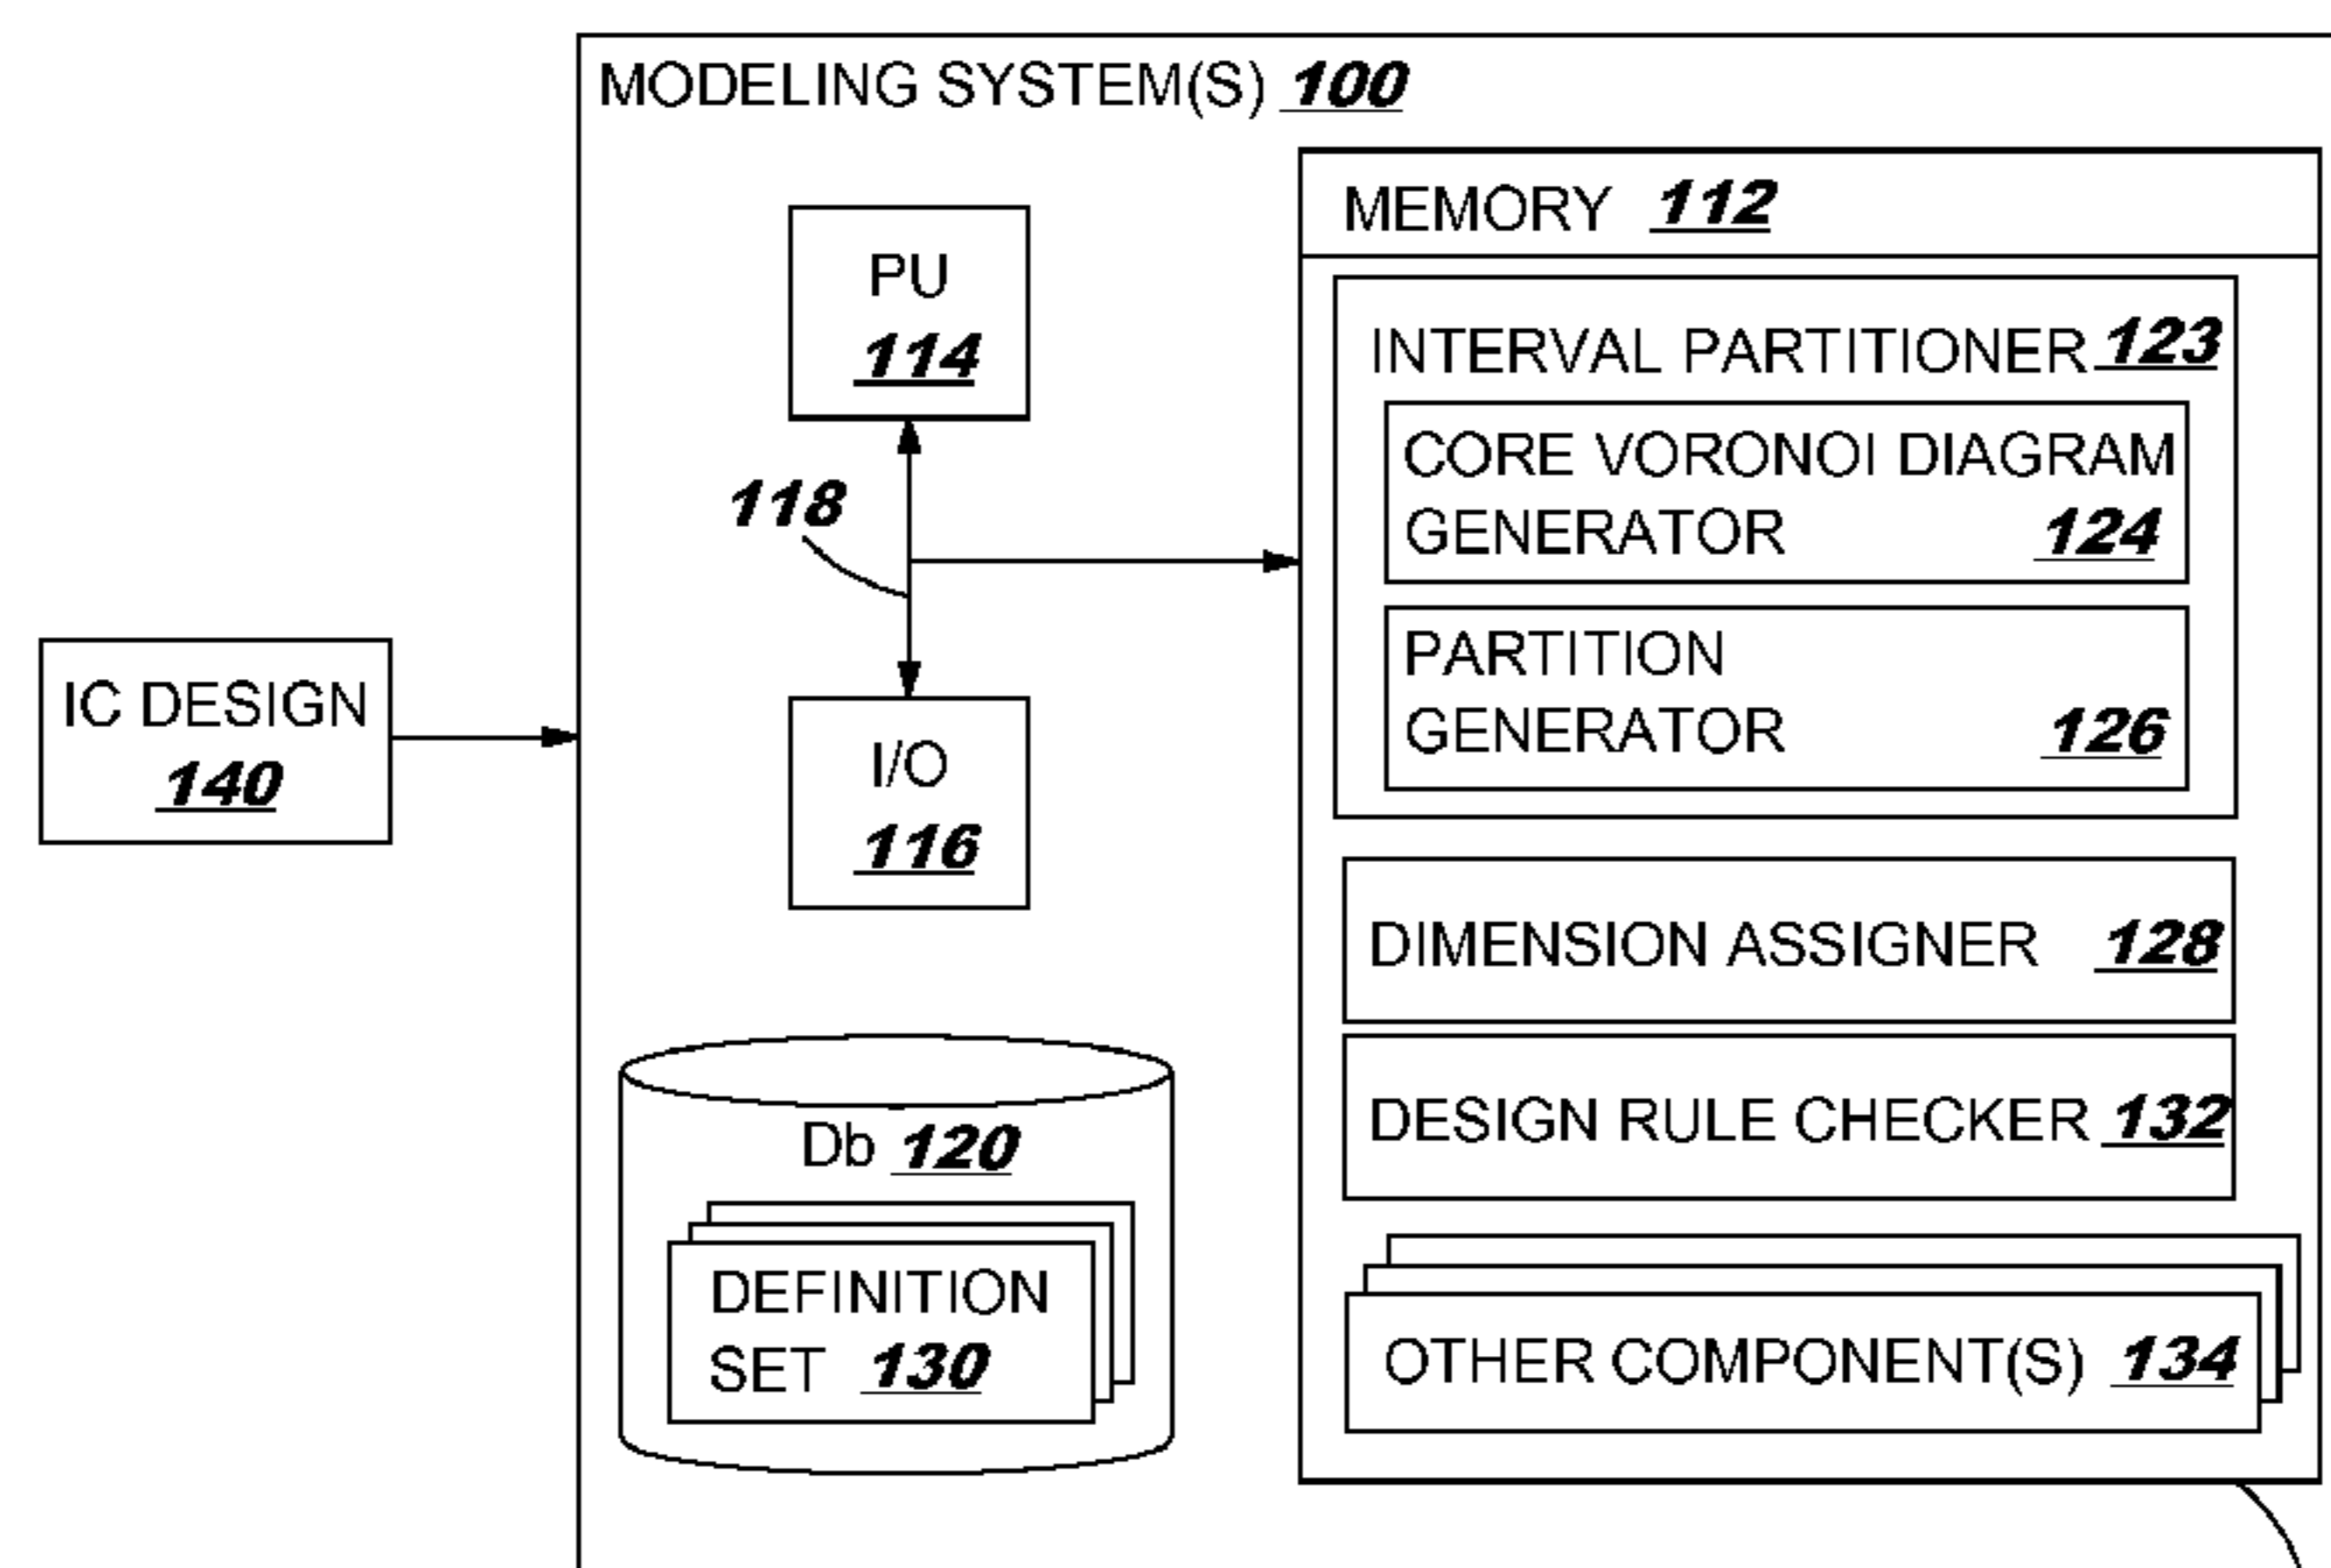 MODELING SYSTEM(S) 100
MEMORY 112
PU
114
INTERVAL PARTITIONER 123
CORE VORONOI DIAGRAM
GENERATOR 124
118
PARTITION
GENERATOR 126
IC DESIGN
140
I/O
116
DIMENSION ASSIGNER 128
DESIGN RULE CHECKER 132
Db 120
DEFINITION
SET 130
OTHER COMPONENT(S) 134